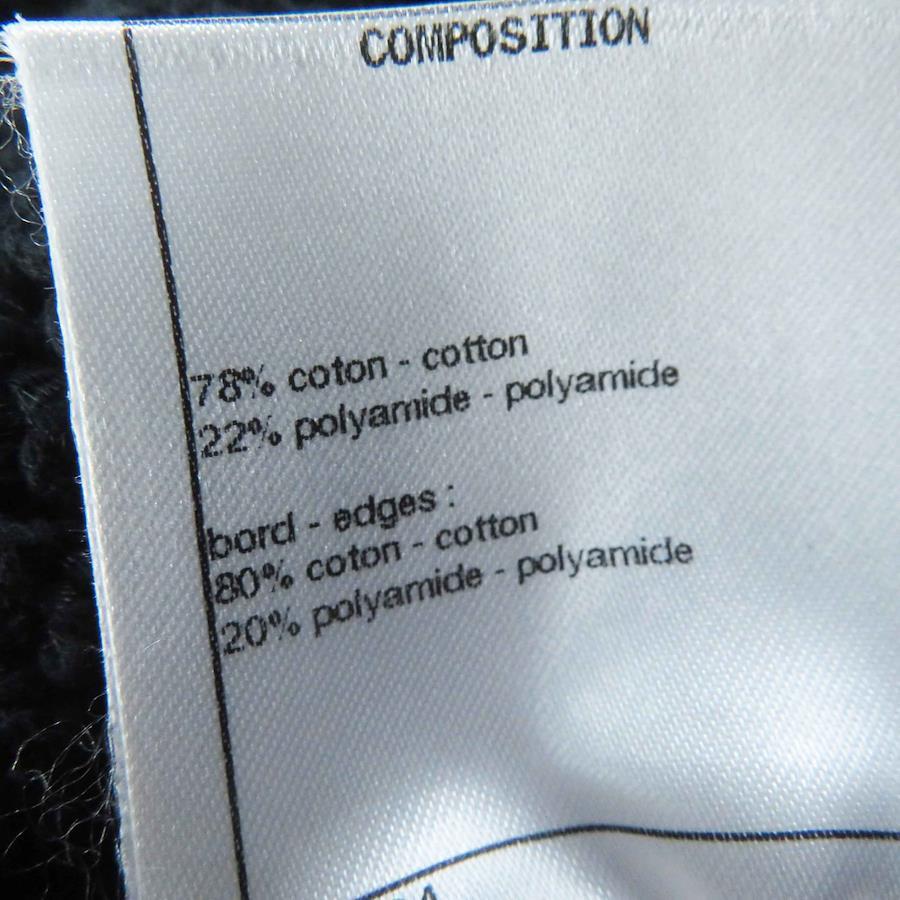 COMPOSITION
78% coton - cotton
22% polyamide - polyamide
bord - edges :
80% coton - cotton
20% polyamide - polyamide